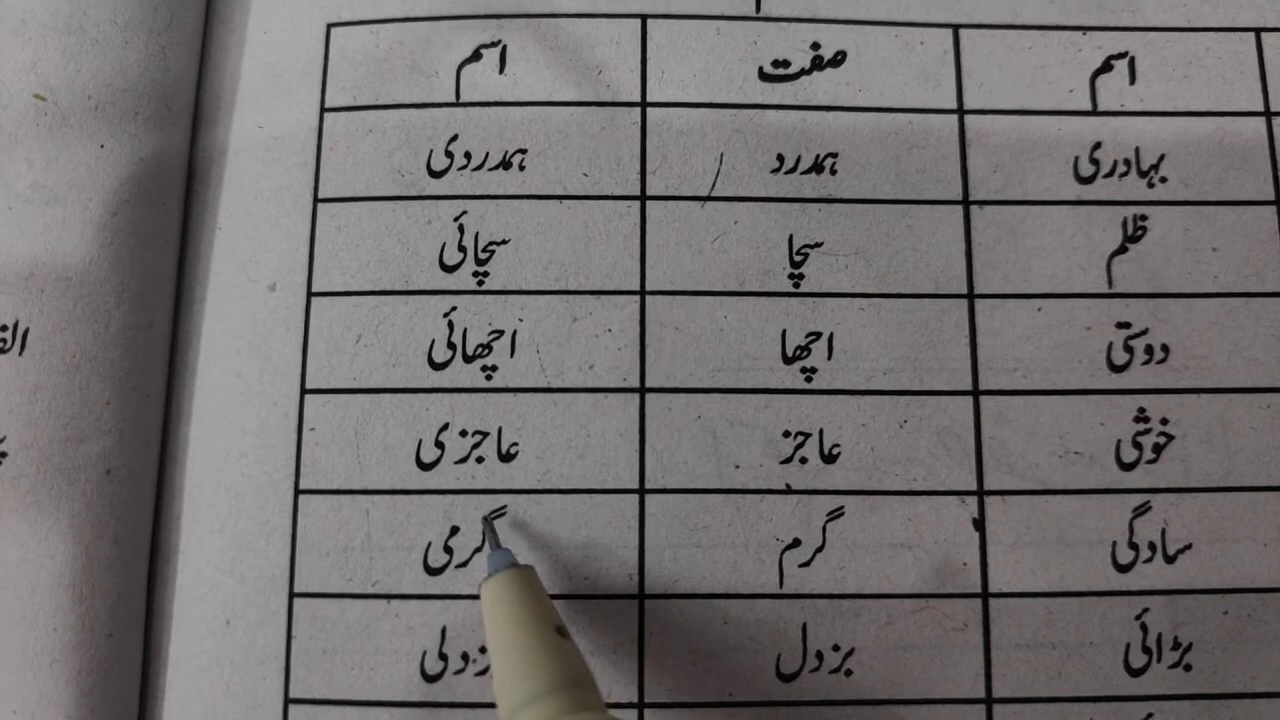 اسم صفت اسم
بہادری ہمدرد ہمدردی
ظلم سچا سچائی
دوستی اچھا اچھائی
خوشی عاجز عاجزی
سادگی گرم گرمی
بڑائی بزدل